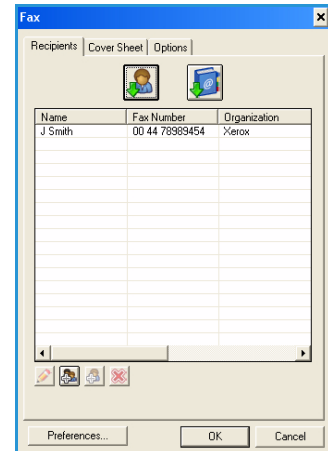 Fax
Recipients Cover Sheet Options
Name Fax Number Organization
J Smith 00 44 78989454 Xerox
Preferences... OK Cancel